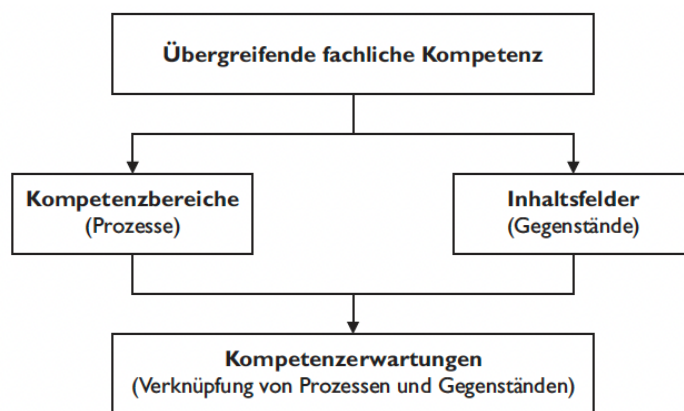 Übergreifende fachliche Kompetenz
Kompetenzbereiche
(Prozesse)
Inhaltsfelder
(Gegenstände)
Kompetenzerwartungen
(Verknüpfung von Prozessen und Gegenständen)